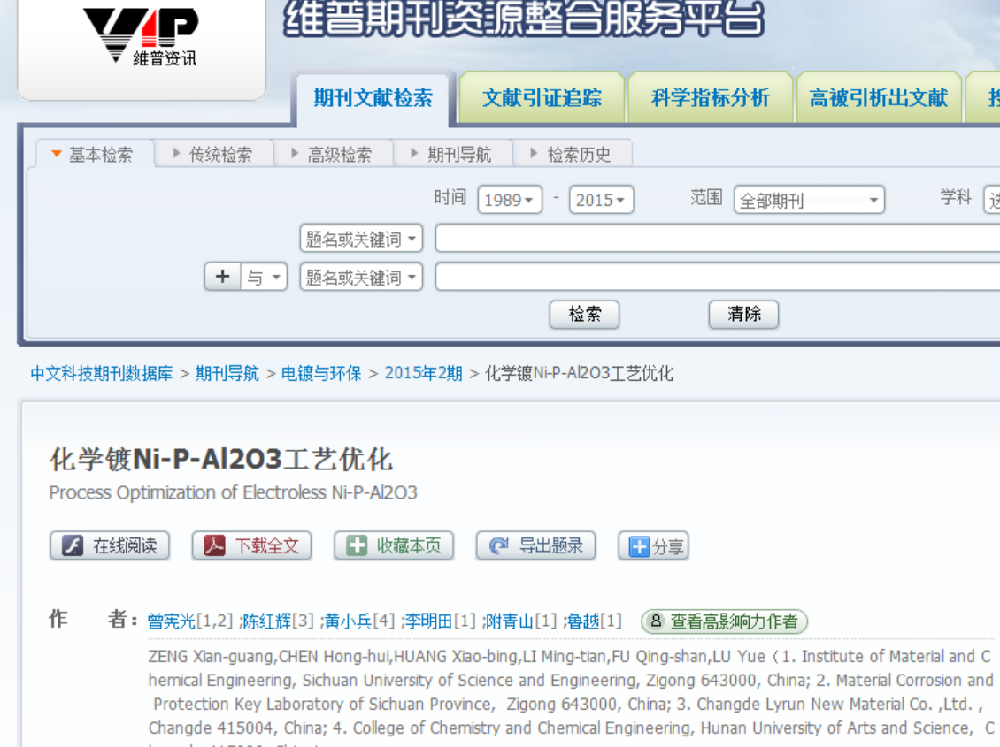 VIP
维普资讯
维普期刊资源整合服务平台
期刊文献检索 文献引证追踪 科学指标分析 高被引析出文献
基本检索 传统检索 高级检索 期刊导航 检索历史
时间 1989 - 2015 范围 全部期刊 学科
题名或关键词
+ 与 题名或关键词
检索 清除
中文科技期刊数据库 > 期刊导航 > 电镀与环保 > 2015年2期 > 化学镀Ni-P-Al2O3工艺优化
化学镀Ni-P-Al2O3工艺优化
Process Optimization of Electroless Ni-P-Al2O3
在线阅读 下载全文 收藏本页 导出题录 分享
作 者：曾宪光[1,2] ;陈红辉[3] ;黄小兵[4] ;李明田[1] ;附青山[1] ;鲁越[1] 查看高影响力作者
ZENG Xian-guang,CHEN Hong-hui,HUANG Xiao-bing,LI Ming-tian,FU Qing-shan,LU Yue（1. Institute of Material and C
hemical Engineering, Sichuan University of Science and Engineering, Zigong 643000, China; 2. Material Corrosion and
Protection Key Laboratory of Sichuan Province, Zigong 643000, China; 3. Changde Lyrun New Material Co. ,Ltd. ,
Changde 415004, China; 4. College of Chemistry and Chemical Engineering, Hunan University of Arts and Science, C